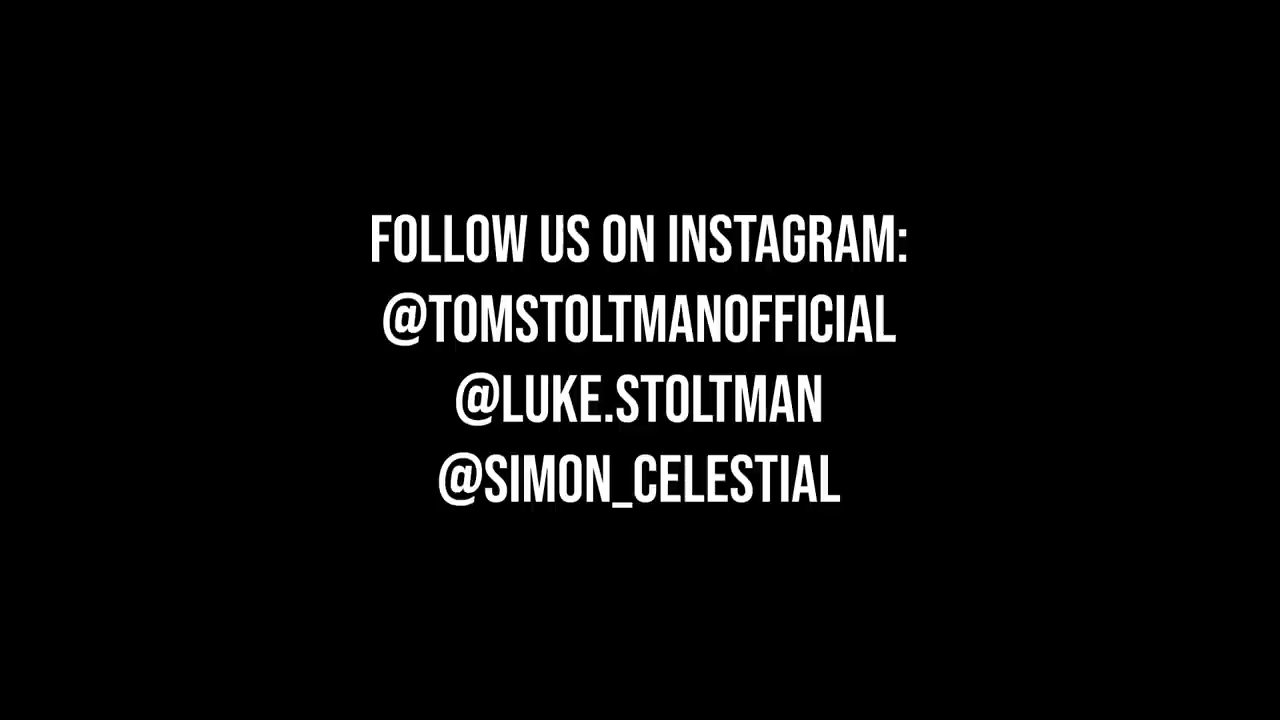 FOLLOW US ON INSTAGRAM:
@TOMSTOLTMANOFFICIAL
@LUKE.STOLTMAN
@SIMON_CELESTIAL